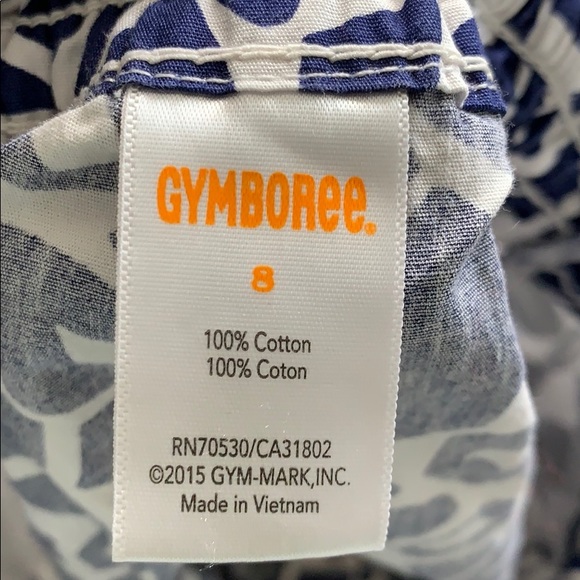 GYMBOREE®
8
100% Cotton
100% Coton
RN70530/CA31802
©2015 GYM-MARK,INC.
Made in Vietnam